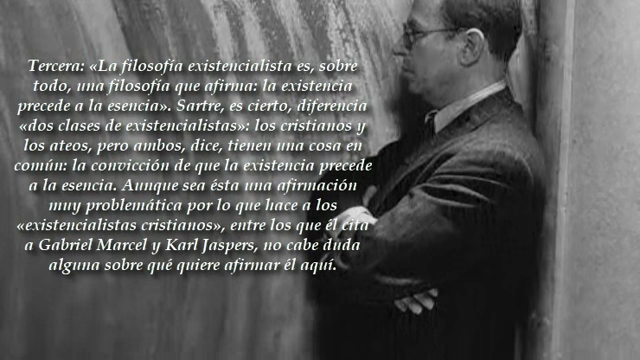 Tercera: «La filosofía existencialista es, sobre
todo, una filosofía que afirma: la existencia
precede a la esencia». Sartre, es cierto, diferencia
«dos clases de existencialistas»: los cristianos y
los ateos, pero ambos, dice, tienen una cosa en
común: la convicción de que la existencia precede
a la esencia. Aunque sea ésta una afirmación
muy problemática por lo que hace a los
«existencialistas cristianos», entre los que él cita
a Gabriel Marcel y Karl Jaspers, no cabe duda
alguna sobre qué quiere afirmar él aquí.